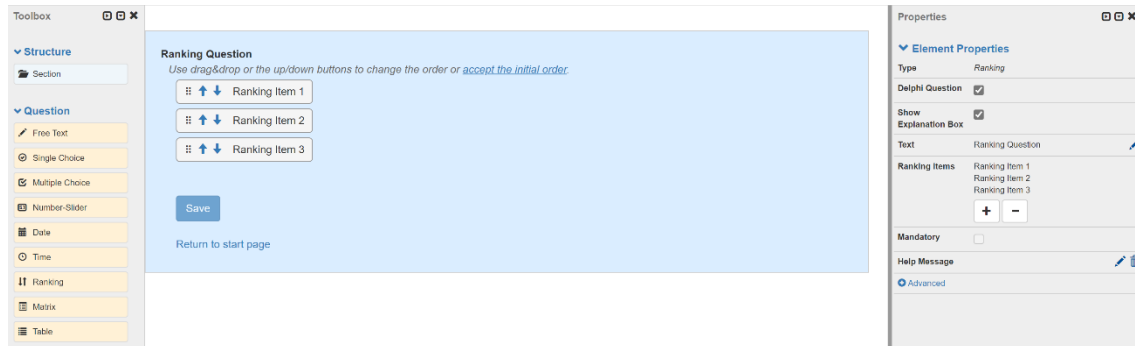 Toolbox
Structure
Section
Question
Free Text
Single Choice
Multiple Choice
Number-Slider
Date
Time
Ranking
Matrix
Table
Ranking Question
Use drag&drop or the up/down buttons to change the order or accept the initial order.
Ranking Item 1
Ranking Item 2
Ranking Item 3
Save
Return to start page
Properties
Element Properties
Type Ranking
Delphi Question
Show
Explanation Box
Text Ranking Question
Ranking Items Ranking Item 1
Ranking Item 2
Ranking Item 3
Mandatory
Help Message
Advanced